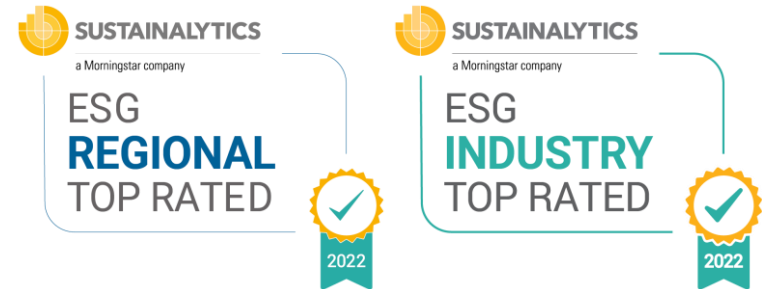 SUSTAINALYTICS
a Morningstar company
ESG
REGIONAL
TOP RATED
2022
SUSTAINALYTICS
a Morningstar company
ESG
INDUSTRY
TOP RATED
2022